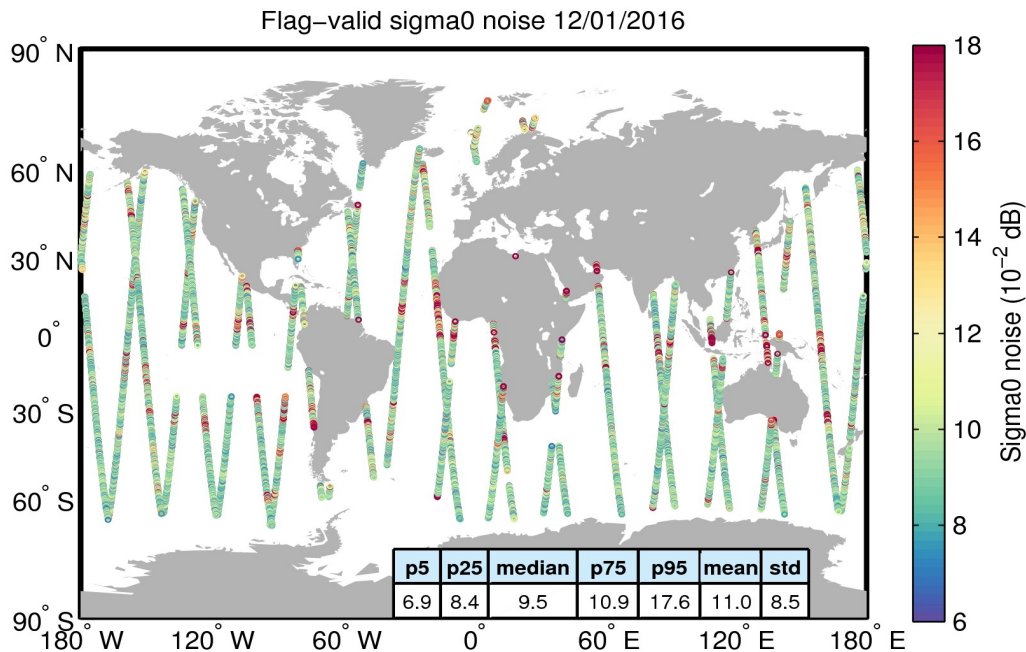 Flag−valid sigma0 noise 12/01/2016
90° N
60° N
30° N
0°
30° S
60° S
90° S
180° W
120° W
60° W
0°
60° E
120° E
180° E
p5 p25 median p75 p95 mean std
6.9 8.4 9.5 10.9 17.6 11.0 8.5
18
16
14
12
10
8
6
Sigma0 noise (10⁻² dB)